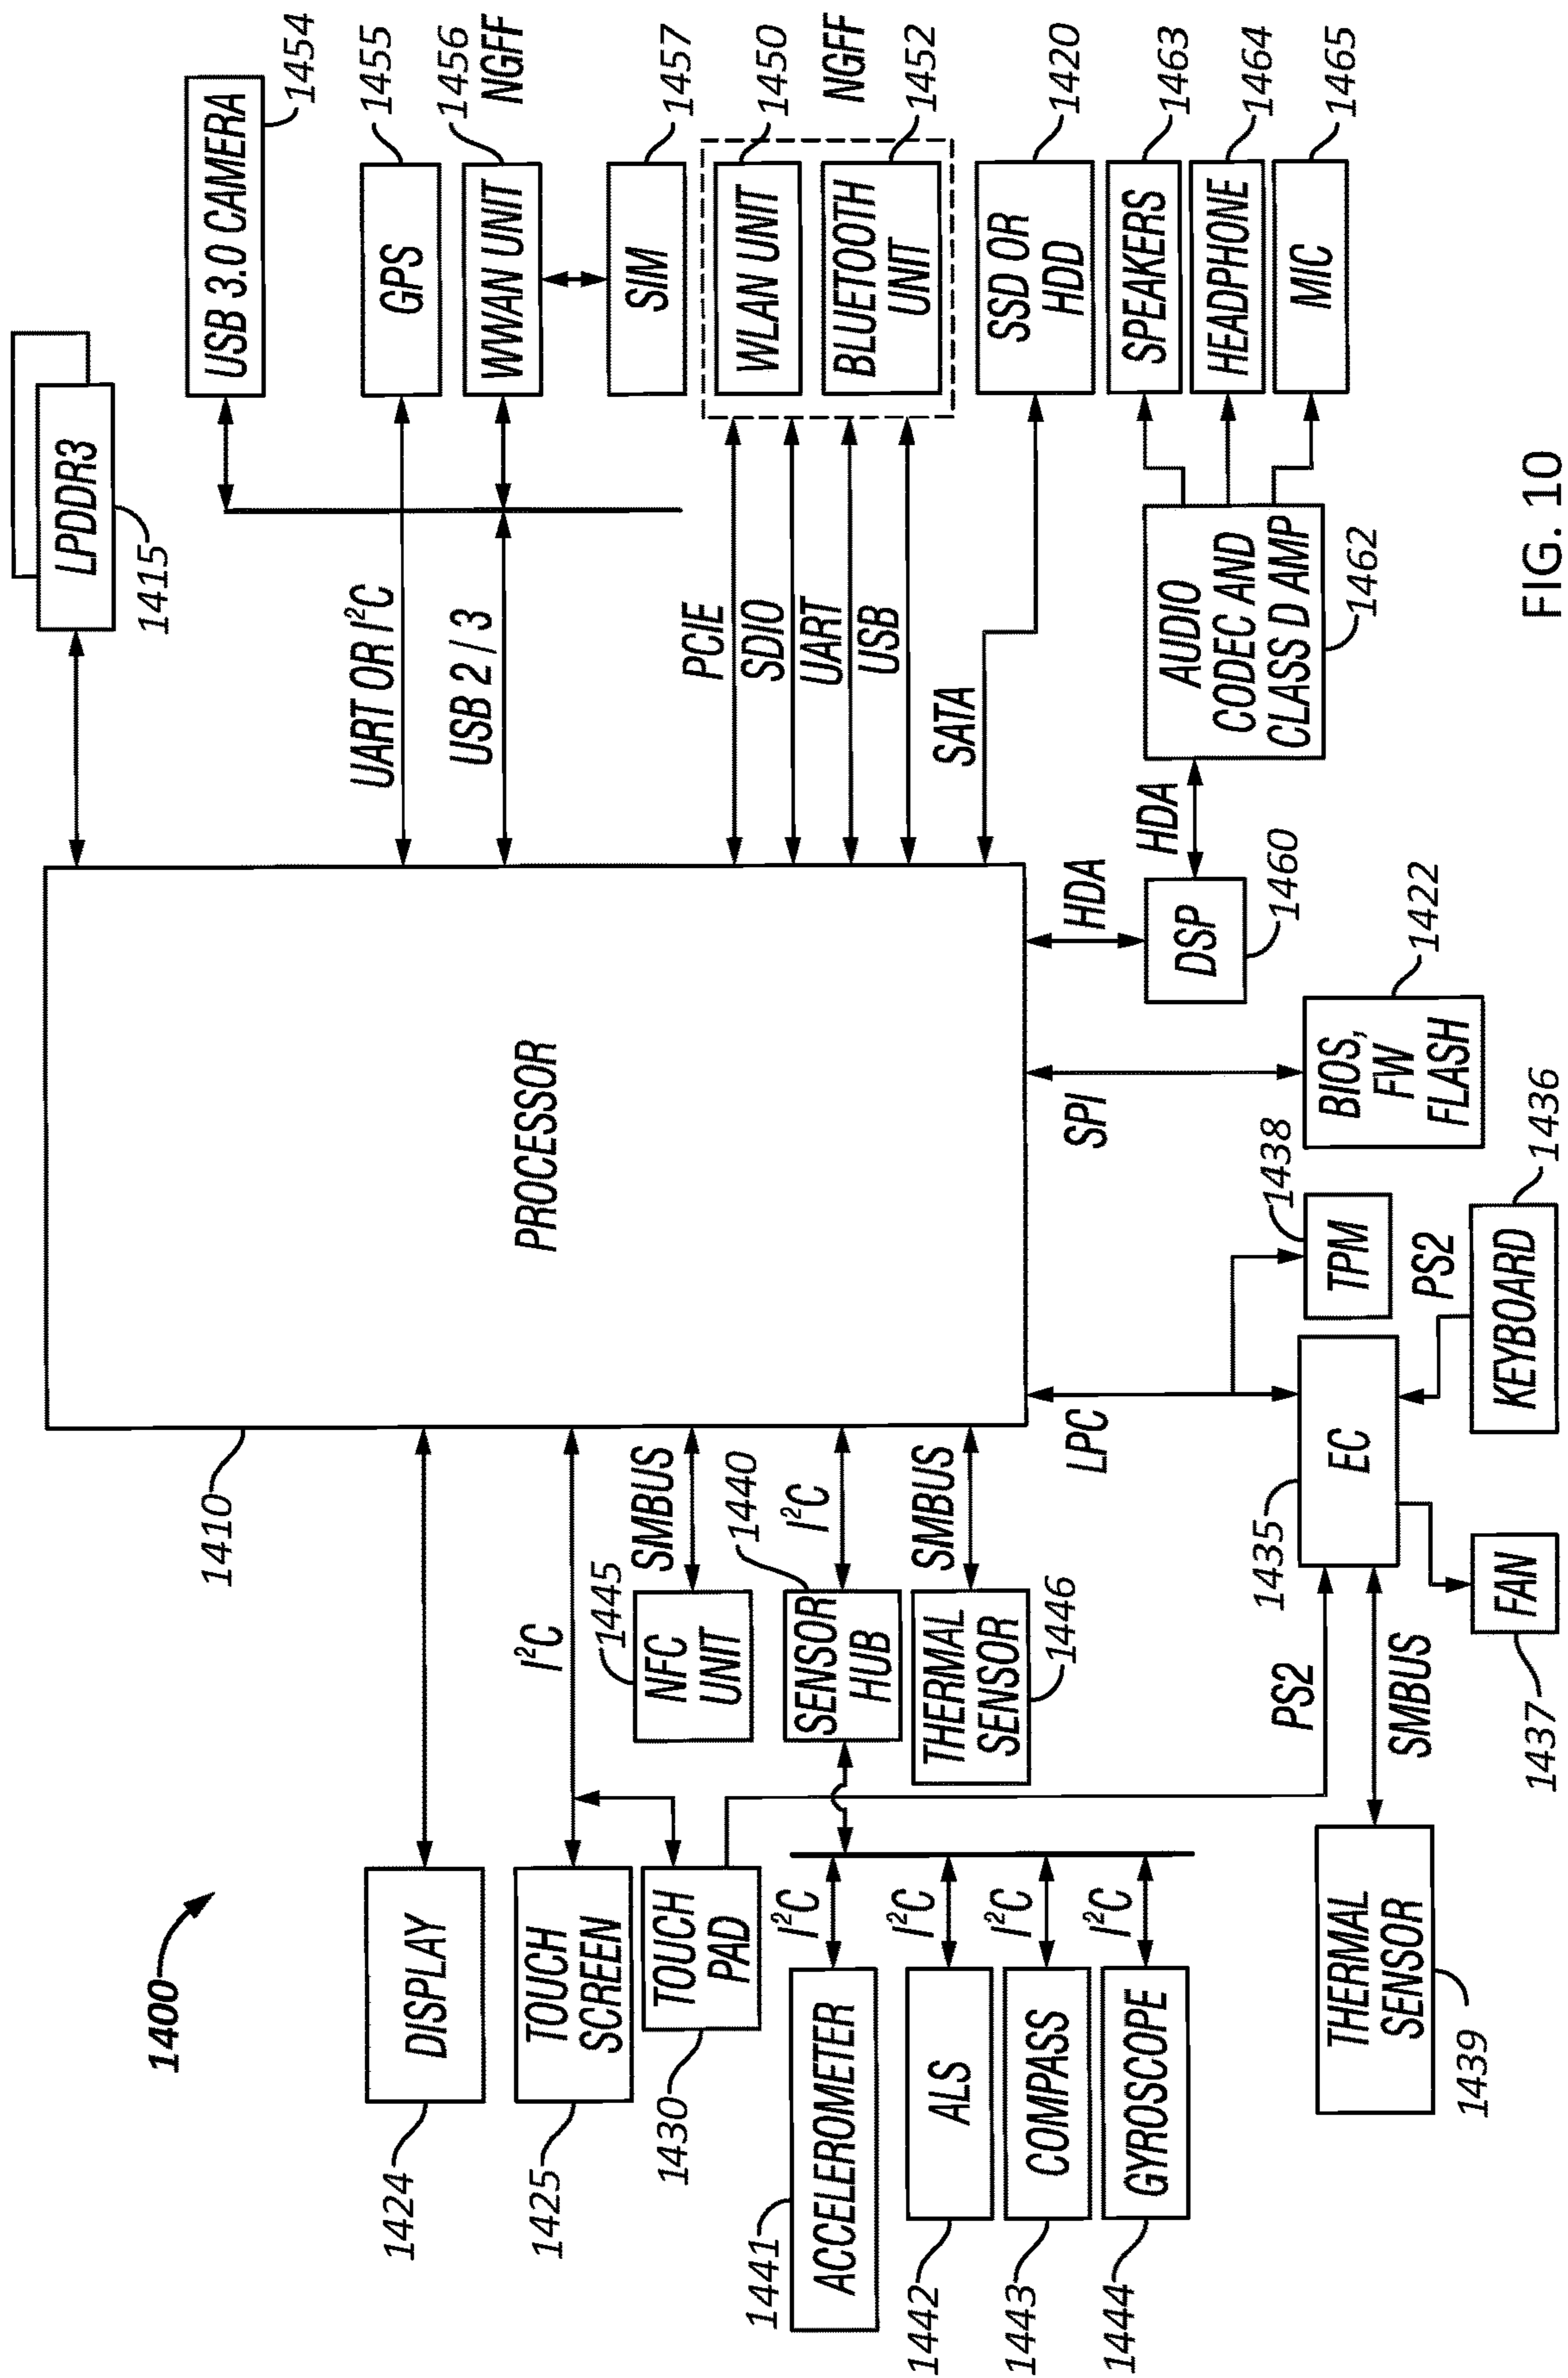 1400
1415
LPDDR3
USB 3.0 CAMERA
1454
1410
PROCESSOR
1424
DISPLAY
UART OR I²C
GPS
1455
USB 2 / 3
WWAN UNIT
1456
NGFF
1425
TOUCH
SCREEN
I²C
SIM
1457
1430
TOUCH
PAD
1445
NFC
UNIT
SMBUS
PCIE
SDIO
UART
USB
WLAN UNIT
1450
NGFF
BLUETOOTH
UNIT
1452
1440
SENSOR
HUB
I²C
1441
ACCELEROMETER
I²C
1442
ALS
I²C
1443
COMPASS
I²C
1444
GYROSCOPE
I²C
THERMAL
SENSOR
1446
SMBUS
SATA
SSD OR
HDD
1420
LPC
SPI
HDA
DSP
1460
HDA
AUDIO
CODEC AND
CLASS D AMP
1462
SPEAKERS
1463
HEADPHONE
1464
MIC
1465
PS2
1435
EC
TPM
1438
BIOS,
FW
FLASH
1422
THERMAL
SENSOR
1439
SMBUS
PS2
1437
FAN
KEYBOARD
1436
FIG. 10